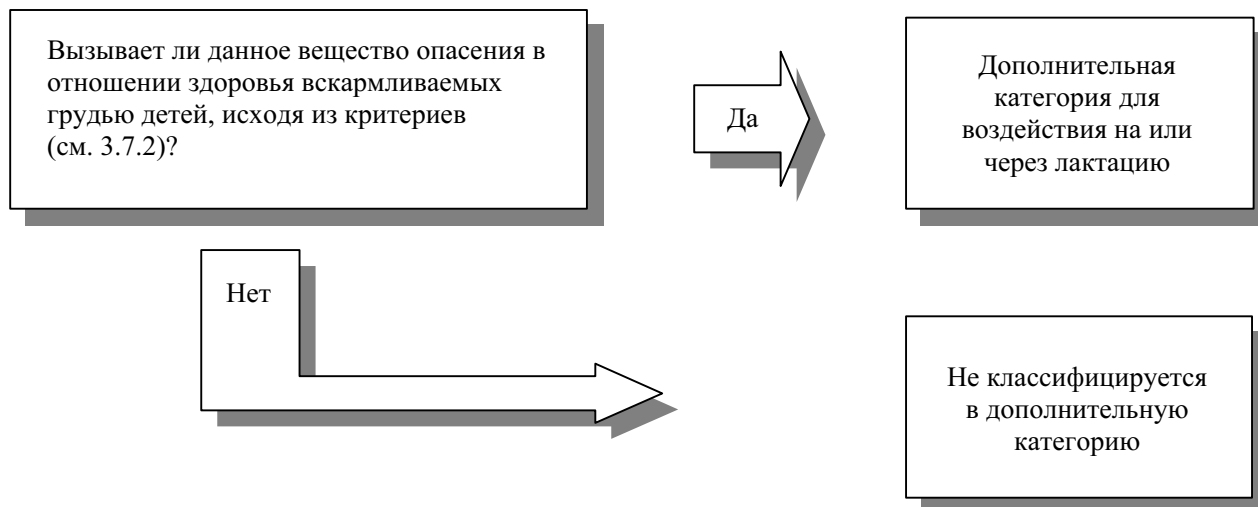 Вызывает ли данное вещество опасения в
отношении здоровья вскармливаемых
грудью детей, исходя из критериев
(см. 3.7.2)?
Да
Дополнительная
категория для
воздействия на или
через лактацию
Нет
Не классифицируется
в дополнительную
категорию